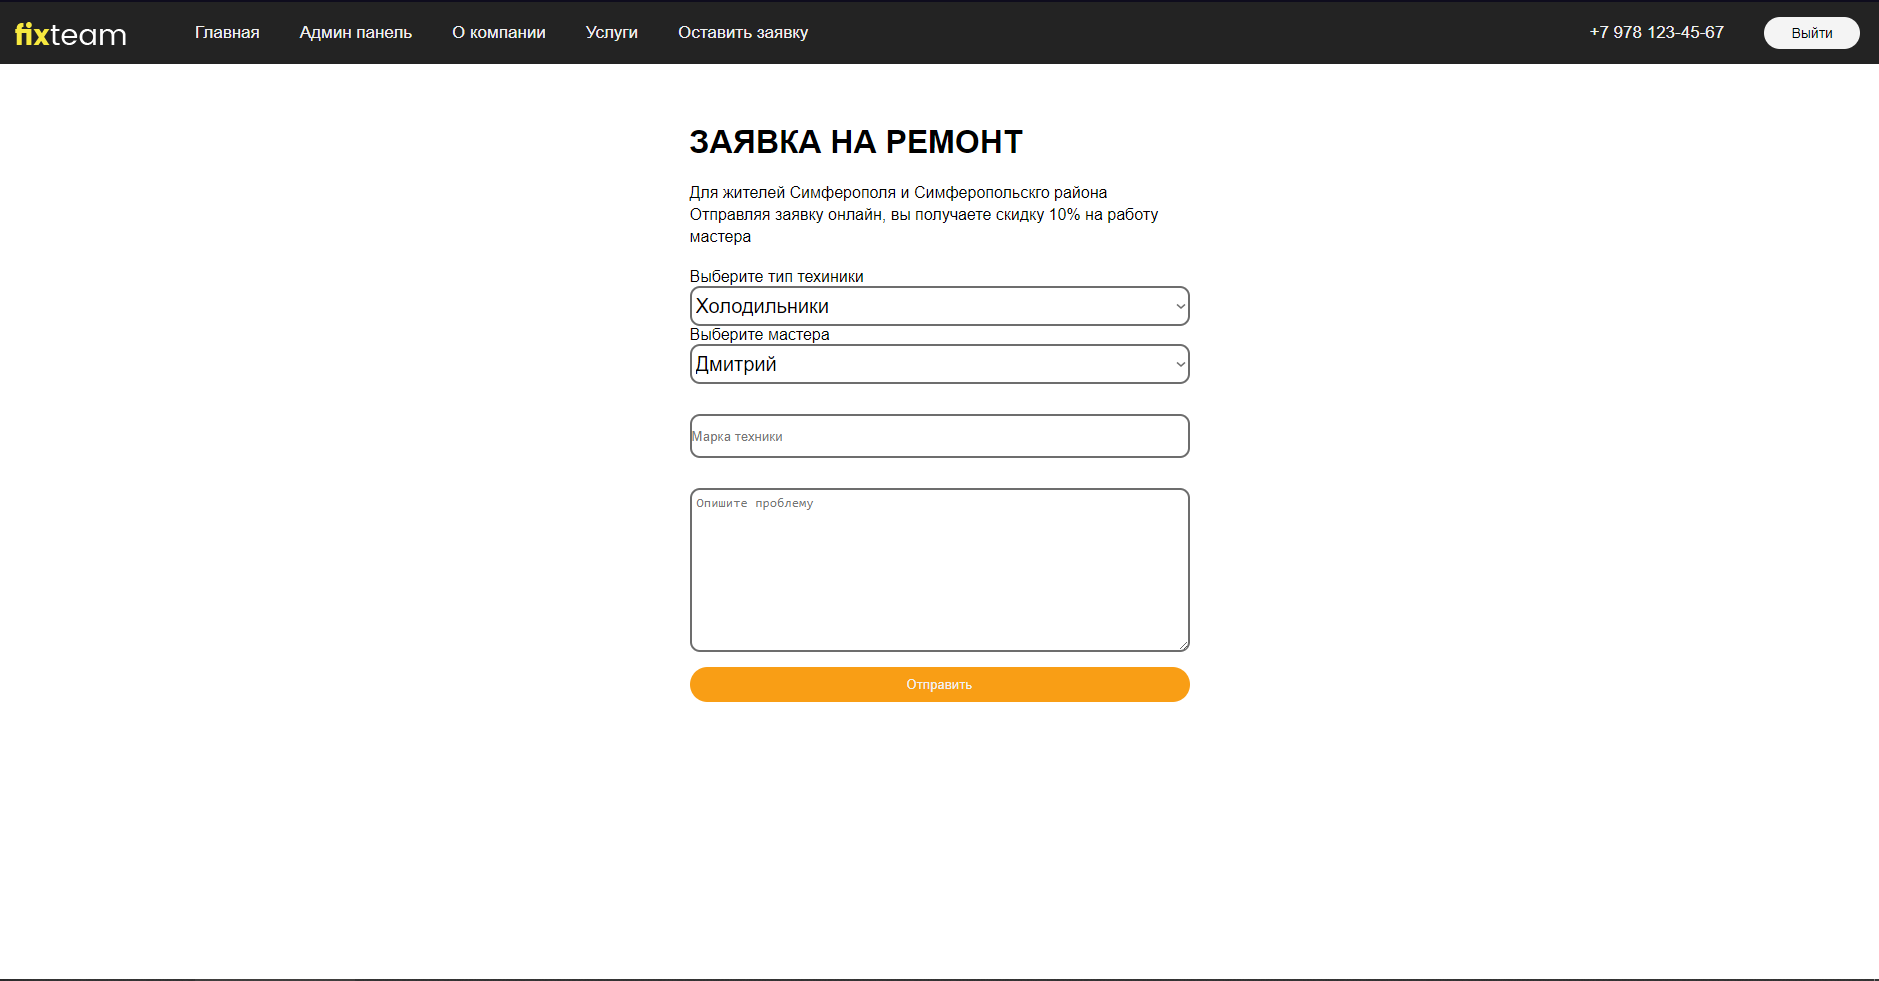 fixteam
Главная
Админ панель
О компании
Услуги
Оставить заявку
+7 978 123-45-67
Выйти
ЗАЯВКА НА РЕМОНТ
Для жителей Симферополя и Симферопольскго района
Отправляя заявку онлайн, вы получаете скидку 10% на работу
мастера
Выберите тип техиники
Холодильники
Выберите мастера
Дмитрий
Марка техники
Опишите проблему
Отправить